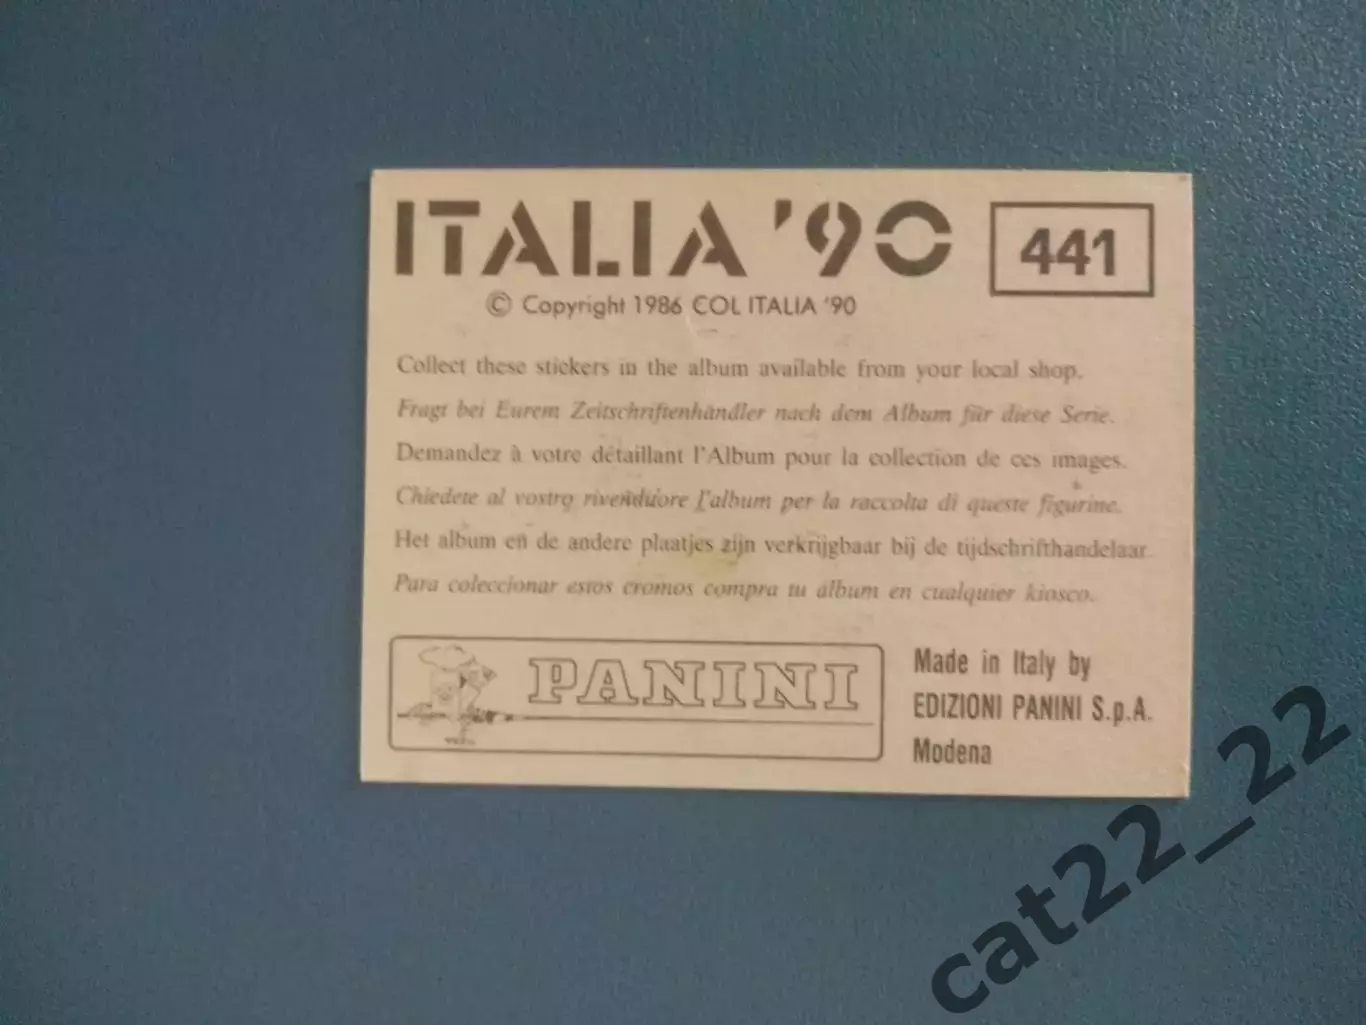 ITALIA '90
441
© Copyright 1986 COL ITALIA '90
Collect these stickers in the album available from your local shop.
Fragt bei Eurem Zeitschriftenhändler nach dem Album für diese Serie.
Demandez à votre détaillant l'Album pour la collection de ces images.
Chiedete al vostro rivenditore l'album per la raccolta di queste figurine.
Het album en de andere plaatjes zijn verkrijgbaar bij de tijdschrifthandelaar.
Para coleccionar estos cromos compra tu álbum en cualquier kiosco.
PANINI
Made in Italy by
EDIZIONI PANINI S.p.A.
Modena
cat22_22